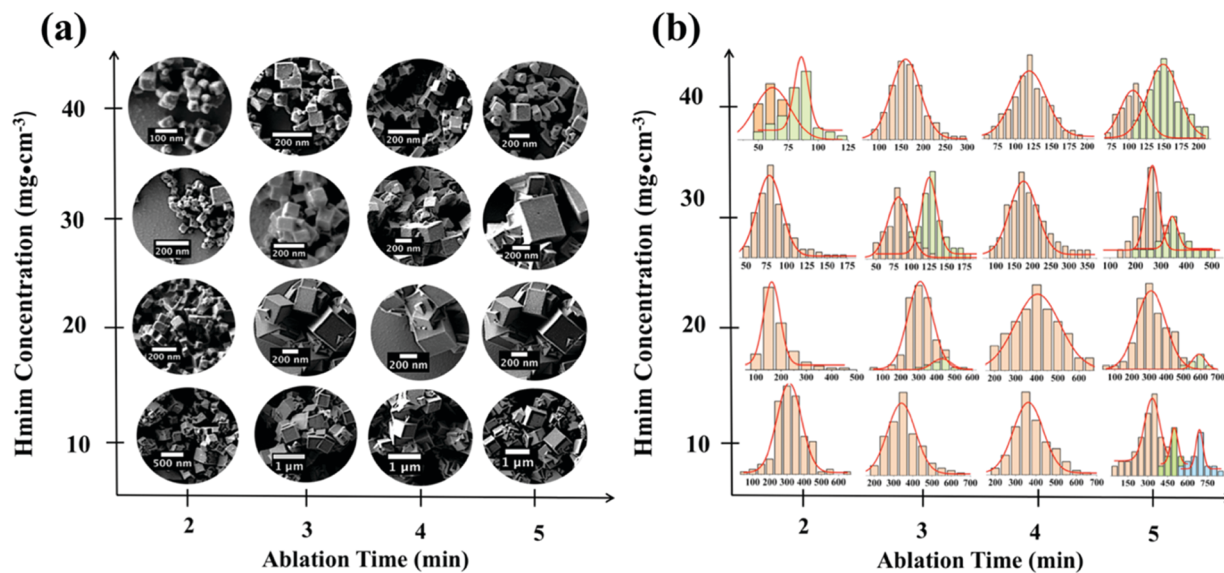 (a)
Hmim Concentration (mg•cm-3)
40
30
20
10
100 nm
200 nm
200 nm
200 nm
200 nm
200 nm
200 nm
200 nm
200 nm
200 nm
200 nm
200 nm
500 nm
1 µm
1 µm
1 µm
2
3
4
5
Ablation Time (min)
(b)
Hmim Concentration (mg•cm-3)
40
30
20
10
50 75 100 125
100 150 200 250 300
50 75 100 125 150 175 200
50 75 100 125 150 175 200
50 75 100 125 150 175
50 75 100 125 150 175
100 150 200 250 300 350
100 200 300 400 500
100 200 300 400 500
200 300 400 500 600
200 300 400 500 600
100 200 300 400 500 600 700
100 200 300 400 500 600
200 300 400 500 600 700
200 300 400 500 600 700
150 300 450 600 750
2
3
4
5
Ablation Time (min)